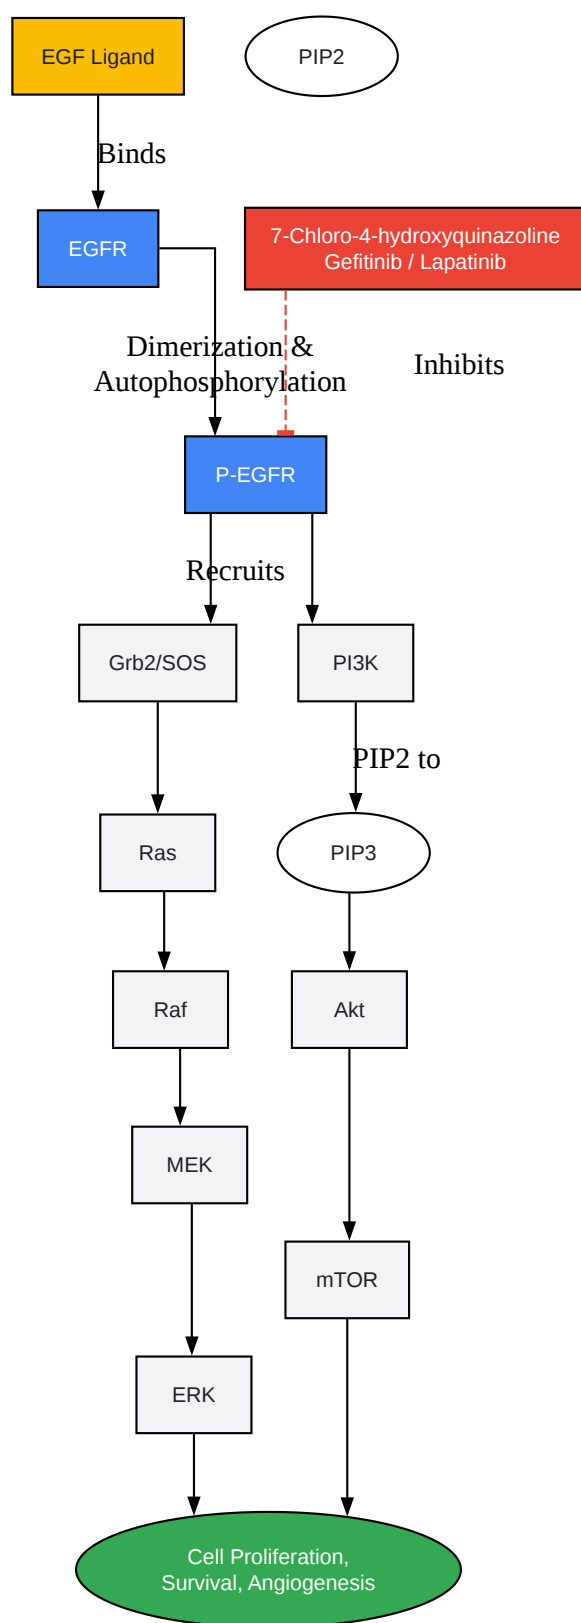 EGF Ligand
PIP2
Binds
EGFR
7-Chloro-4-hydroxyquinazoline
Gefitinib / Lapatinib
Dimerization &
Autophosphorylation
Inhibits
P-EGFR
Recruits
Grb2/SOS
PI3K
PIP2 to
Ras
PIP3
Raf
Akt
MEK
mTOR
ERK
Cell Proliferation,
Survival, Angiogenesis